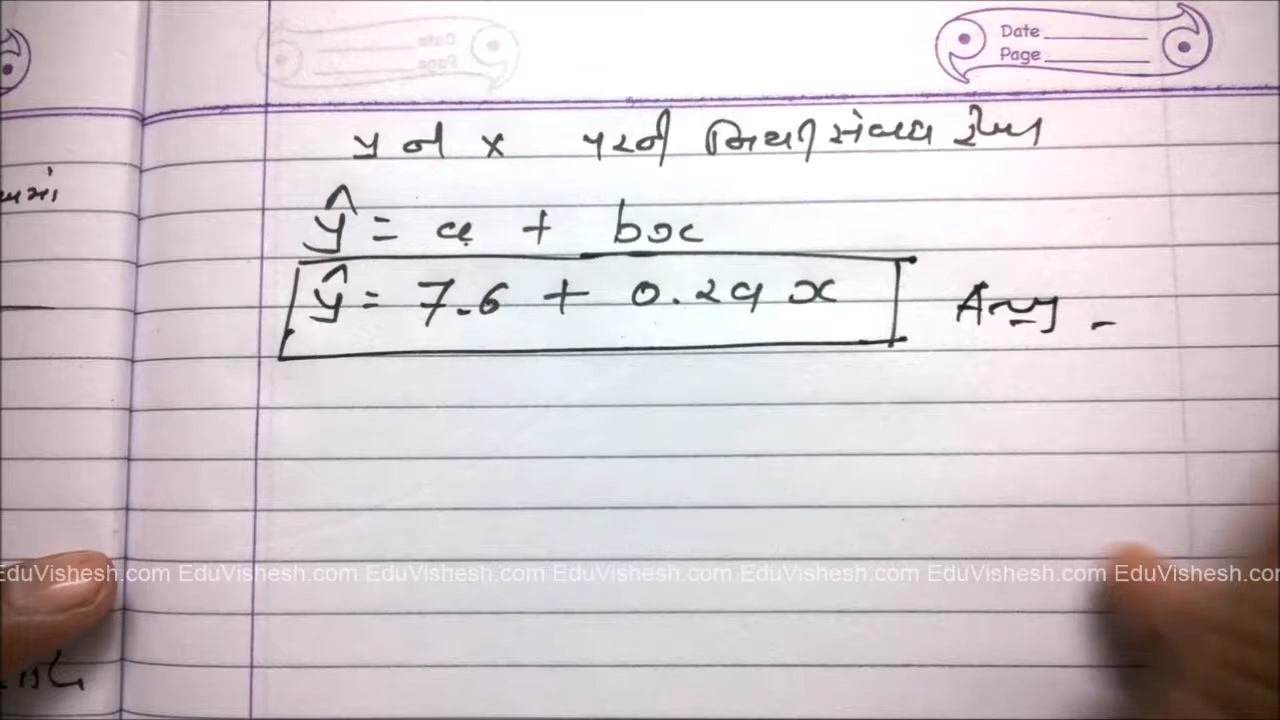 Date
Page
Y ની X પરની નિયતસંબંધ રેખા
ŷ = a + bx
ŷ = 7.6 + 0.29 x Ans.
EduVishesh.com EduVishesh.com EduVishesh.com EduVishesh.com EduVishesh.com EduVishesh.com EduVishesh.com